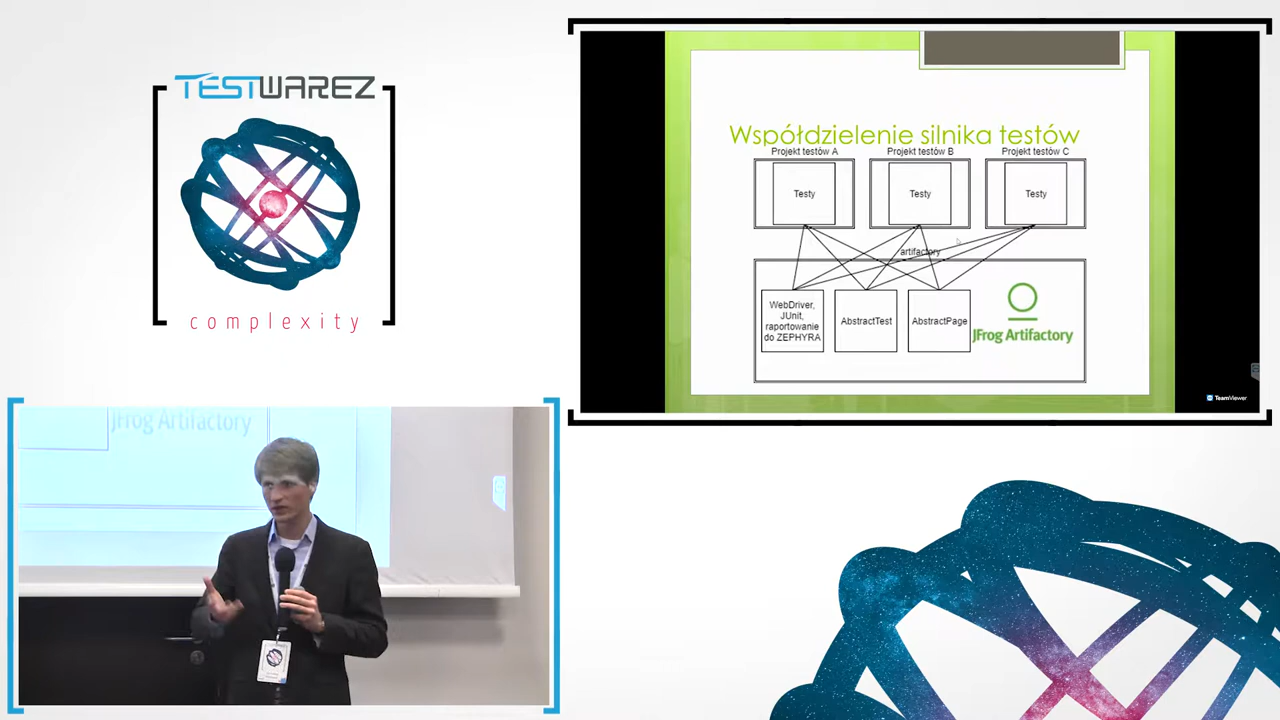 TESTWAREZ
complexity
Współdzielenie silnika testów
Projekt testów A
Projekt testów B
Projekt testów C
Testy
Testy
Testy
artifactory
WebDriver,
JUnit,
raportowanie
do ZEPHYRA
AbstractTest
AbstractPage
JFrog Artifactory
TeamViewer
JFrog Artifactory